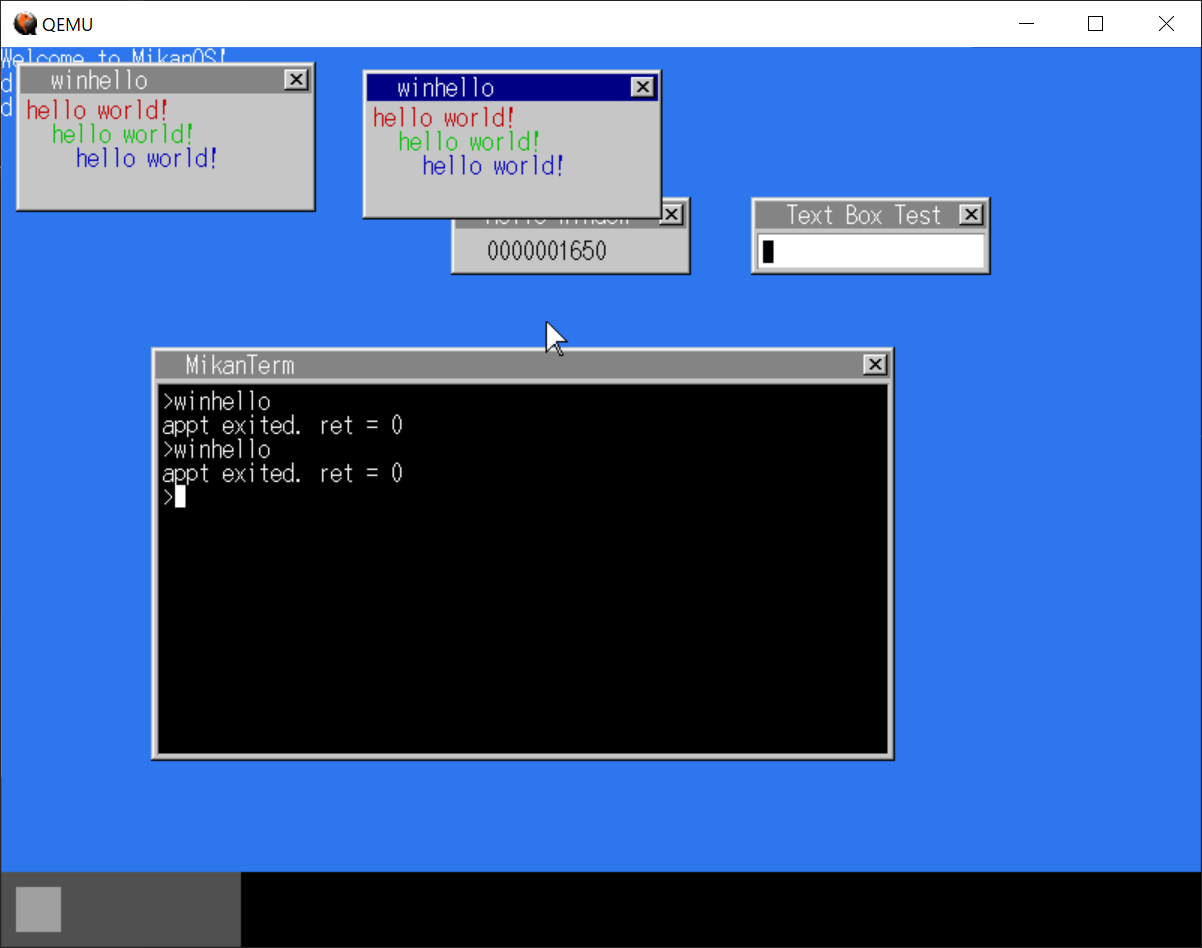 QEMU
Welcome to MikanOS!
d
d
winhello
hello world!
hello world!
hello world!
winhello
hello world!
hello world!
hello world!
0000001650
Text Box Test
MikanTerm
>winhello
appt exited. ret = 0
>winhello
appt exited. ret = 0
>